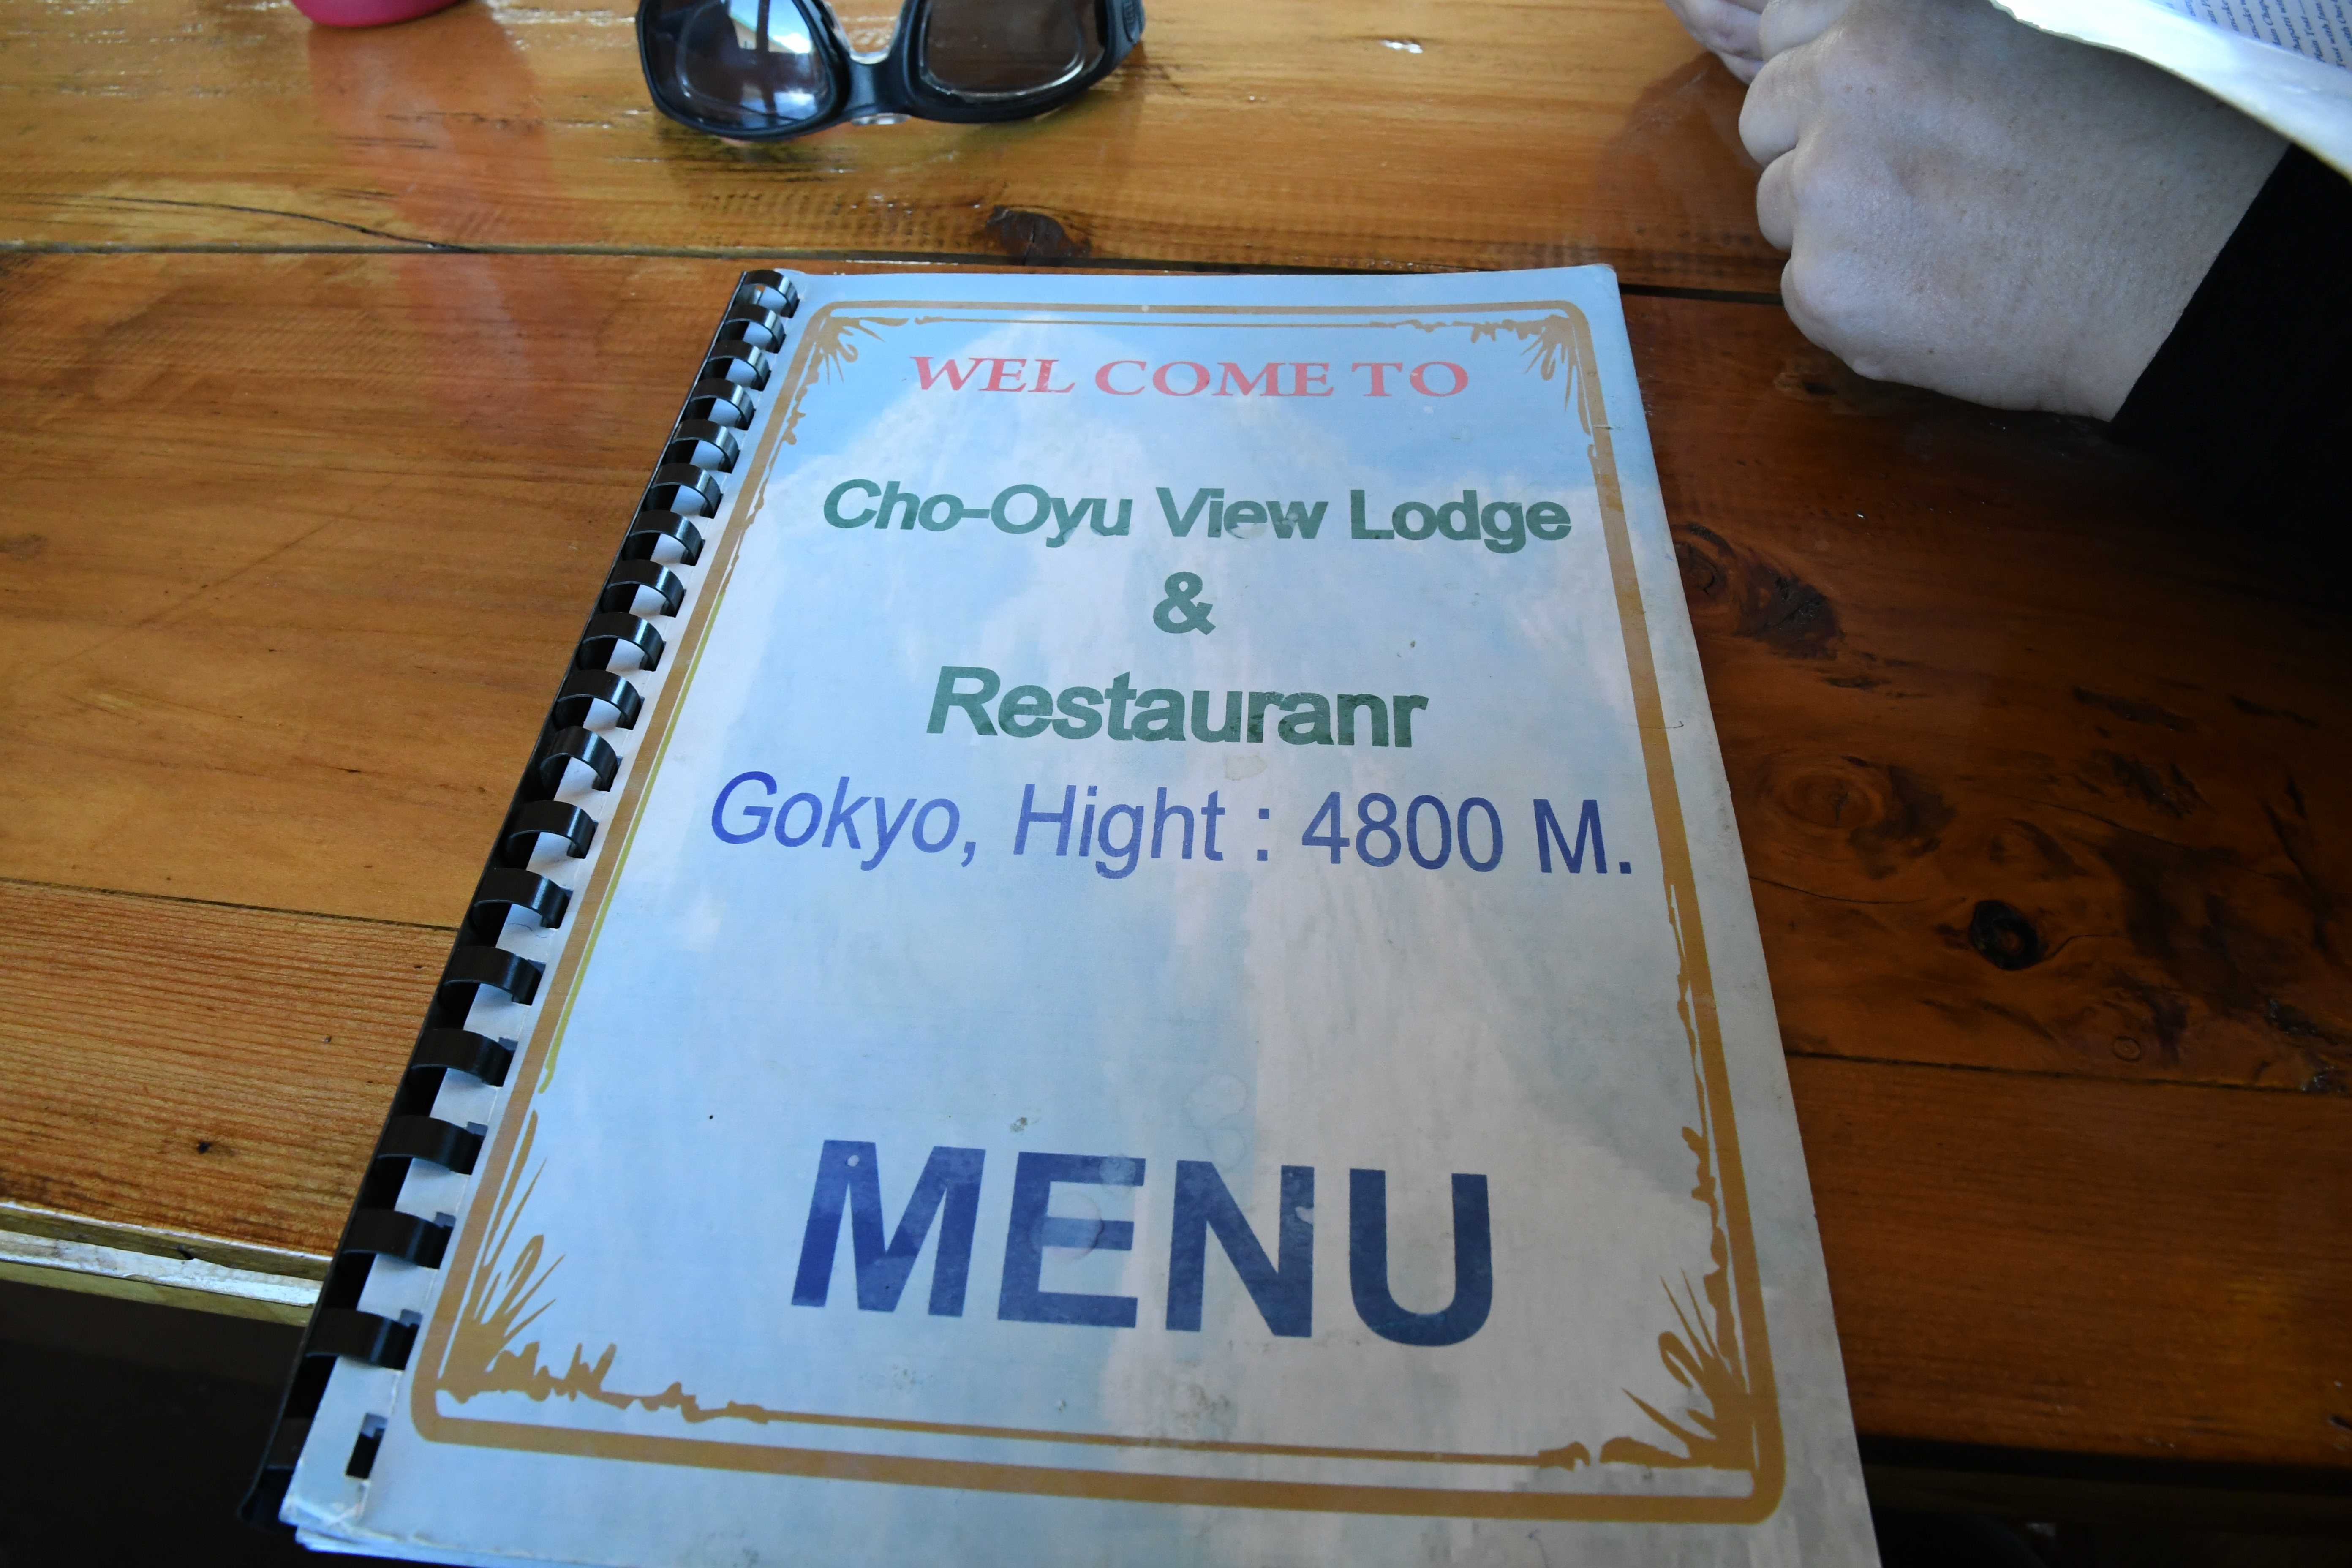 WEL COME TO
Cho-Oyu View Lodge
&
Restauranr
Gokyo, Hight : 4800 M.
MENU